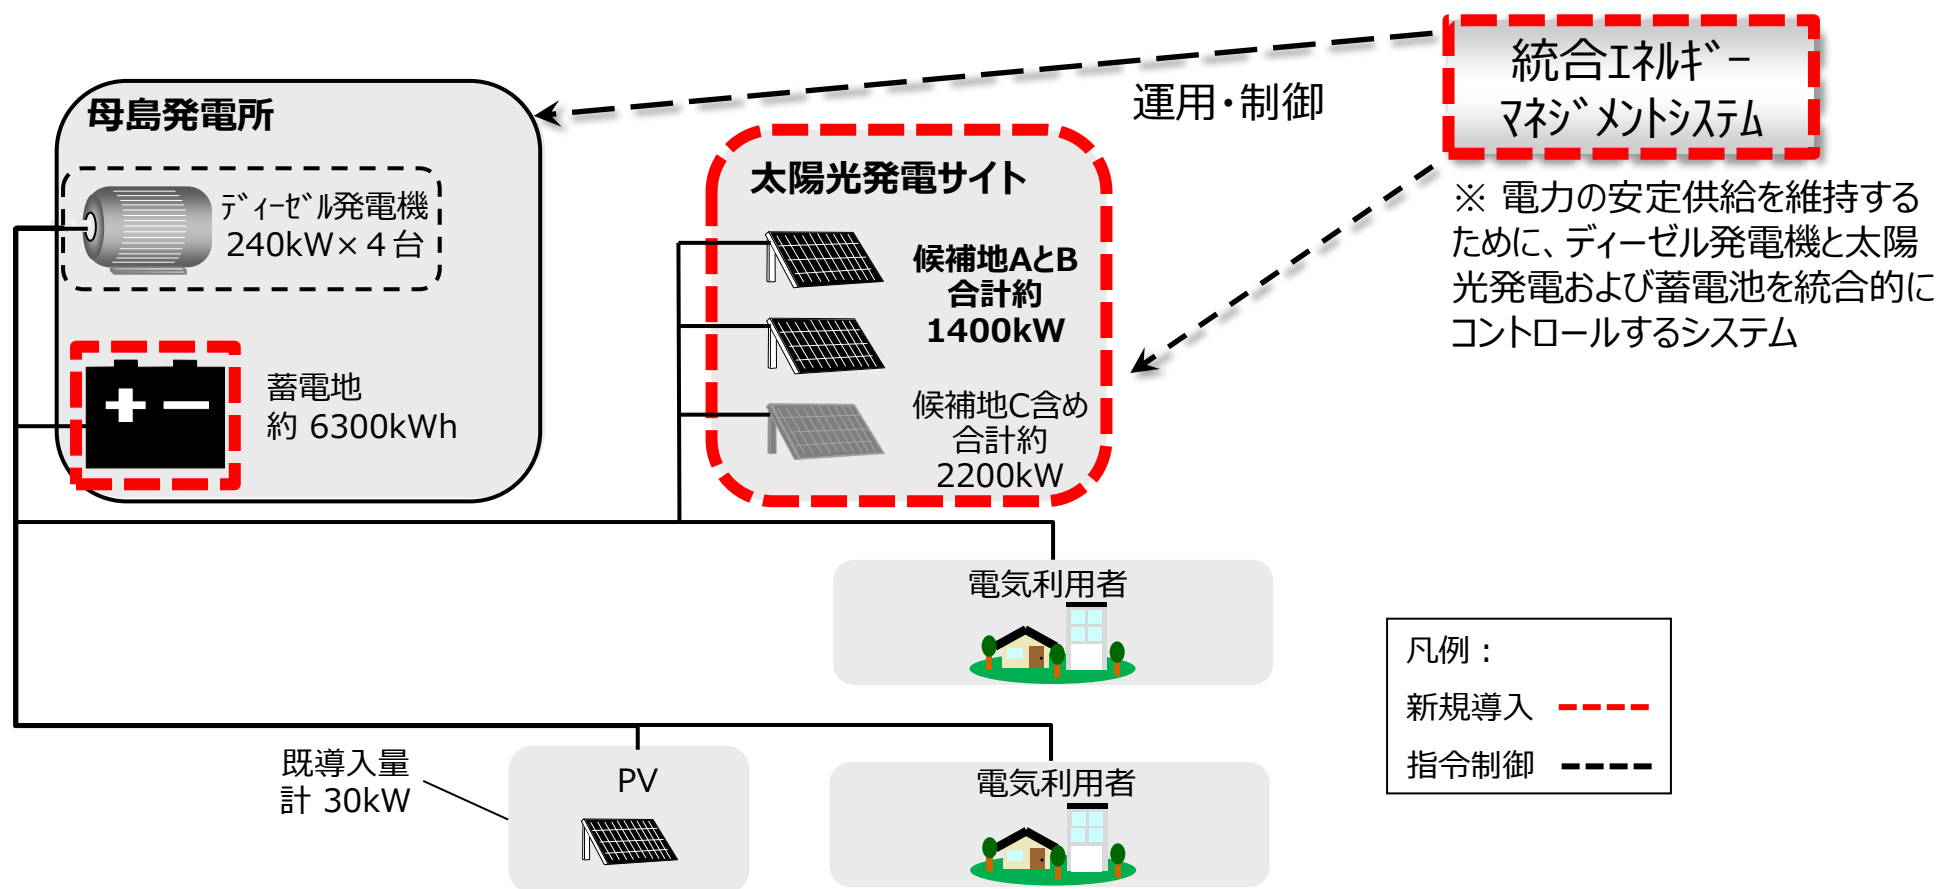 母島発電所
ﾃﾞｨｰｾﾞﾙ発電機
240kW×４台
蓄電地
約 6300kWh
太陽光発電サイト
候補地AとB
合計約
1400kW
候補地C含め
合計約
2200kW
運用・制御
統合ｴﾈﾙｷﾞｰ
ﾏﾈｼﾞﾒﾝﾄｼｽﾃﾑ
※ 電力の安定供給を維持する
ために、ディーゼル発電機と太陽
光発電および蓄電池を統合的に
コントロールするシステム
電気利用者
既導入量
計 30kW
PV
電気利用者
凡例：
新規導入
指令制御